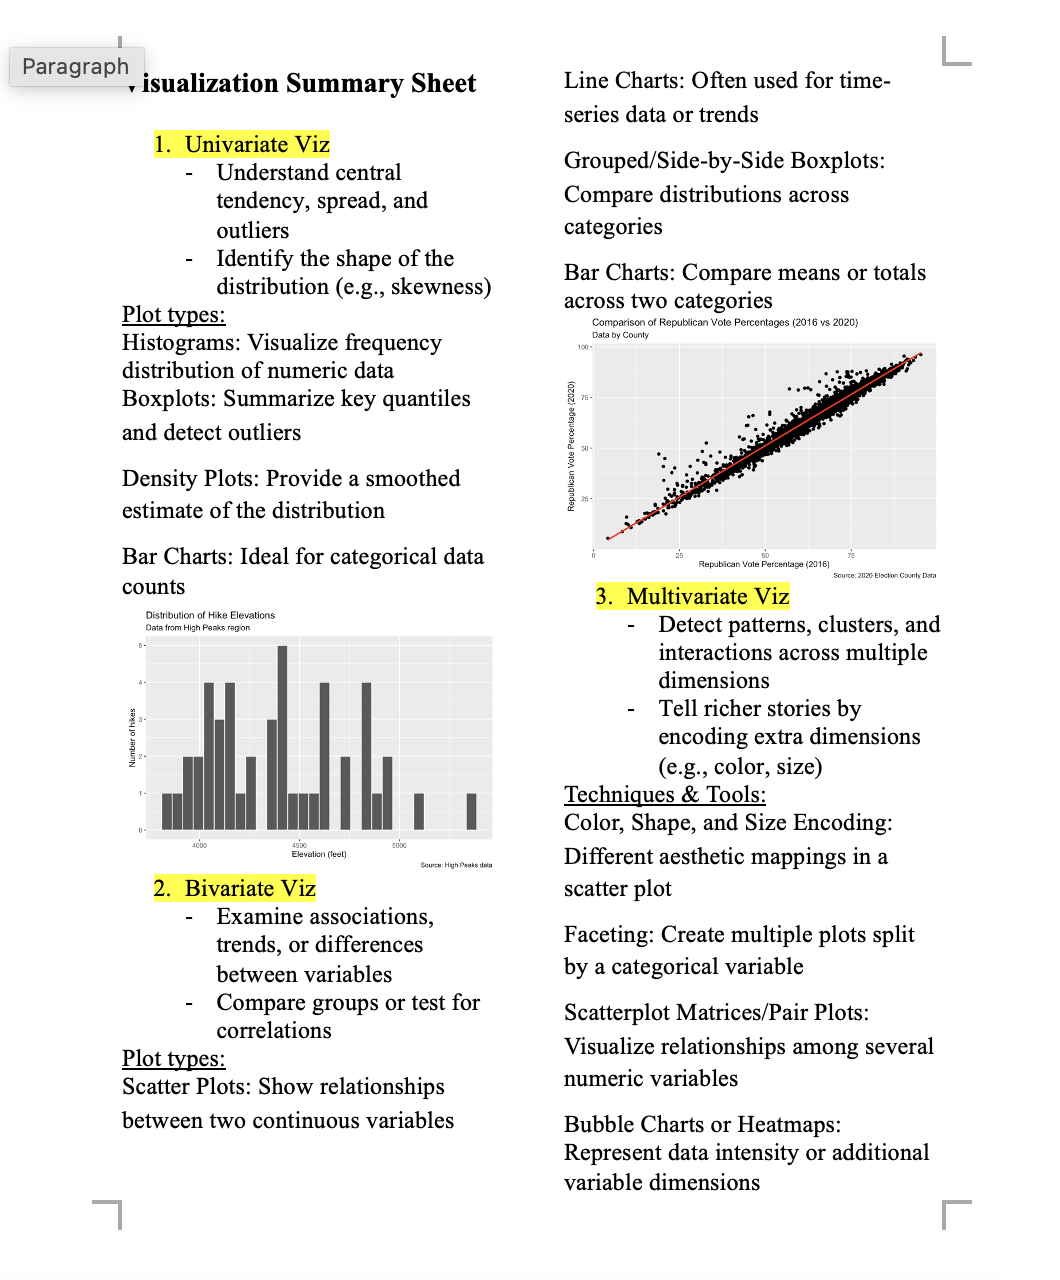 Paragraph
Visualization Summary Sheet
1. Univariate Viz
- Understand central
tendency, spread, and
outliers
- Identify the shape of the
distribution (e.g., skewness)
Plot types:
Histograms: Visualize frequency
distribution of numeric data
Boxplots: Summarize key quantiles
and detect outliers
Density Plots: Provide a smoothed
estimate of the distribution
Bar Charts: Ideal for categorical data
counts
Distribution of Hike Elevations
Data from High Peaks region
Number of hikes
5
4
3
2
1
0
4000
4500
5000
Elevation (feet)
Source: High Peaks data
2. Bivariate Viz
- Examine associations,
trends, or differences
between variables
- Compare groups or test for
correlations
Plot types:
Scatter Plots: Show relationships
between two continuous variables
Line Charts: Often used for time-
series data or trends
Grouped/Side-by-Side Boxplots:
Compare distributions across
categories
Bar Charts: Compare means or totals
across two categories
Comparison of Republican Vote Percentages (2016 vs 2020)
Data by County
Republican Vote Percentage (2020)
100
75
50
25
0
25
50
75
Republican Vote Percentage (2016)
Source: 2020 Election County Data
3. Multivariate Viz
- Detect patterns, clusters, and
interactions across multiple
dimensions
- Tell richer stories by
encoding extra dimensions
(e.g., color, size)
Techniques & Tools:
Color, Shape, and Size Encoding:
Different aesthetic mappings in a
scatter plot
Faceting: Create multiple plots split
by a categorical variable
Scatterplot Matrices/Pair Plots:
Visualize relationships among several
numeric variables
Bubble Charts or Heatmaps:
Represent data intensity or additional
variable dimensions